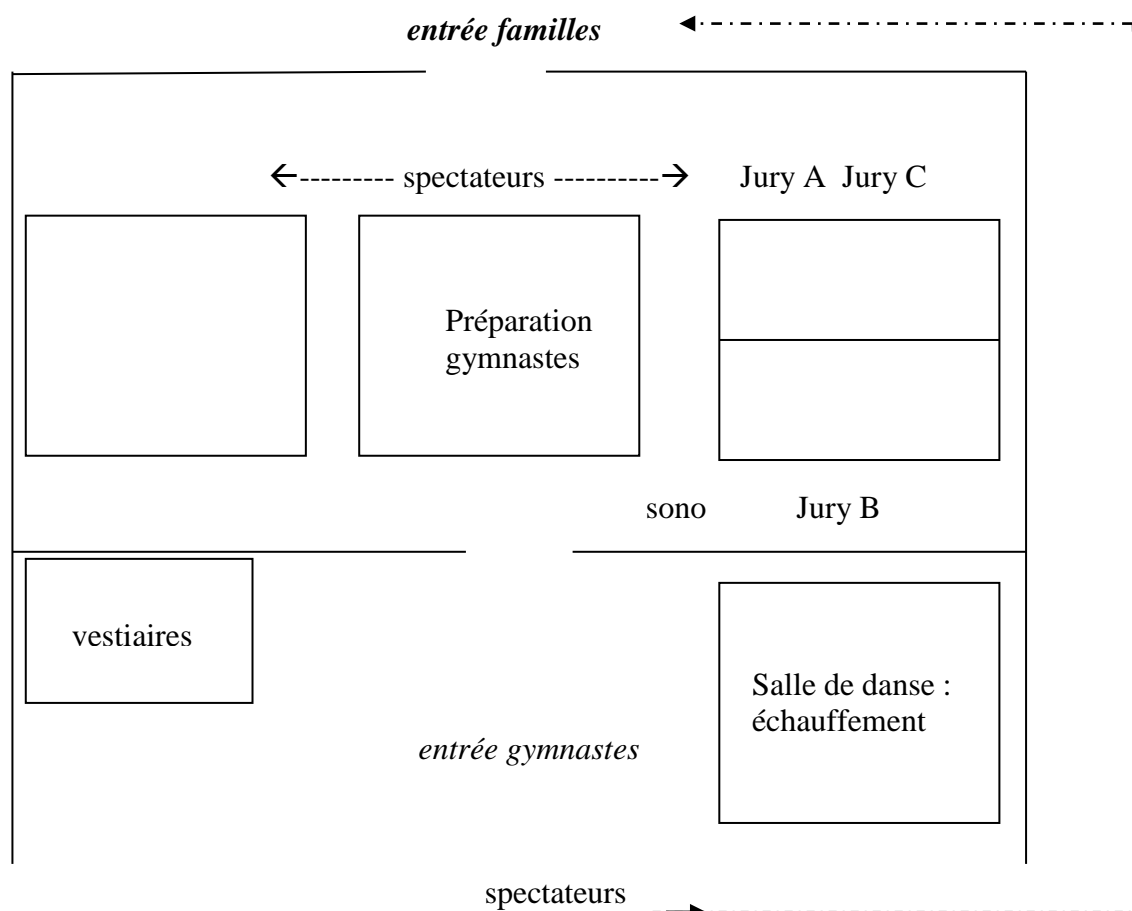 entrée familles
spectateurs
Jury A Jury C
Préparation
gymnastes
sono
Jury B
vestiaires
Salle de danse :
échauffement
entrée gymnastes
spectateurs